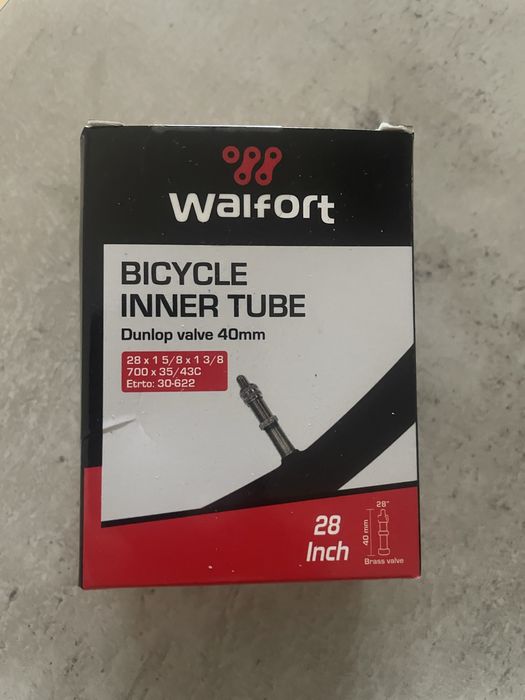 Walfort
BICYCLE
INNER TUBE
Dunlop valve 40mm
28 x 1 5/8 x 1 3/8
700 x 35/43C
Etrto: 30-622
28
Inch
28"
40 mm
Brass valve